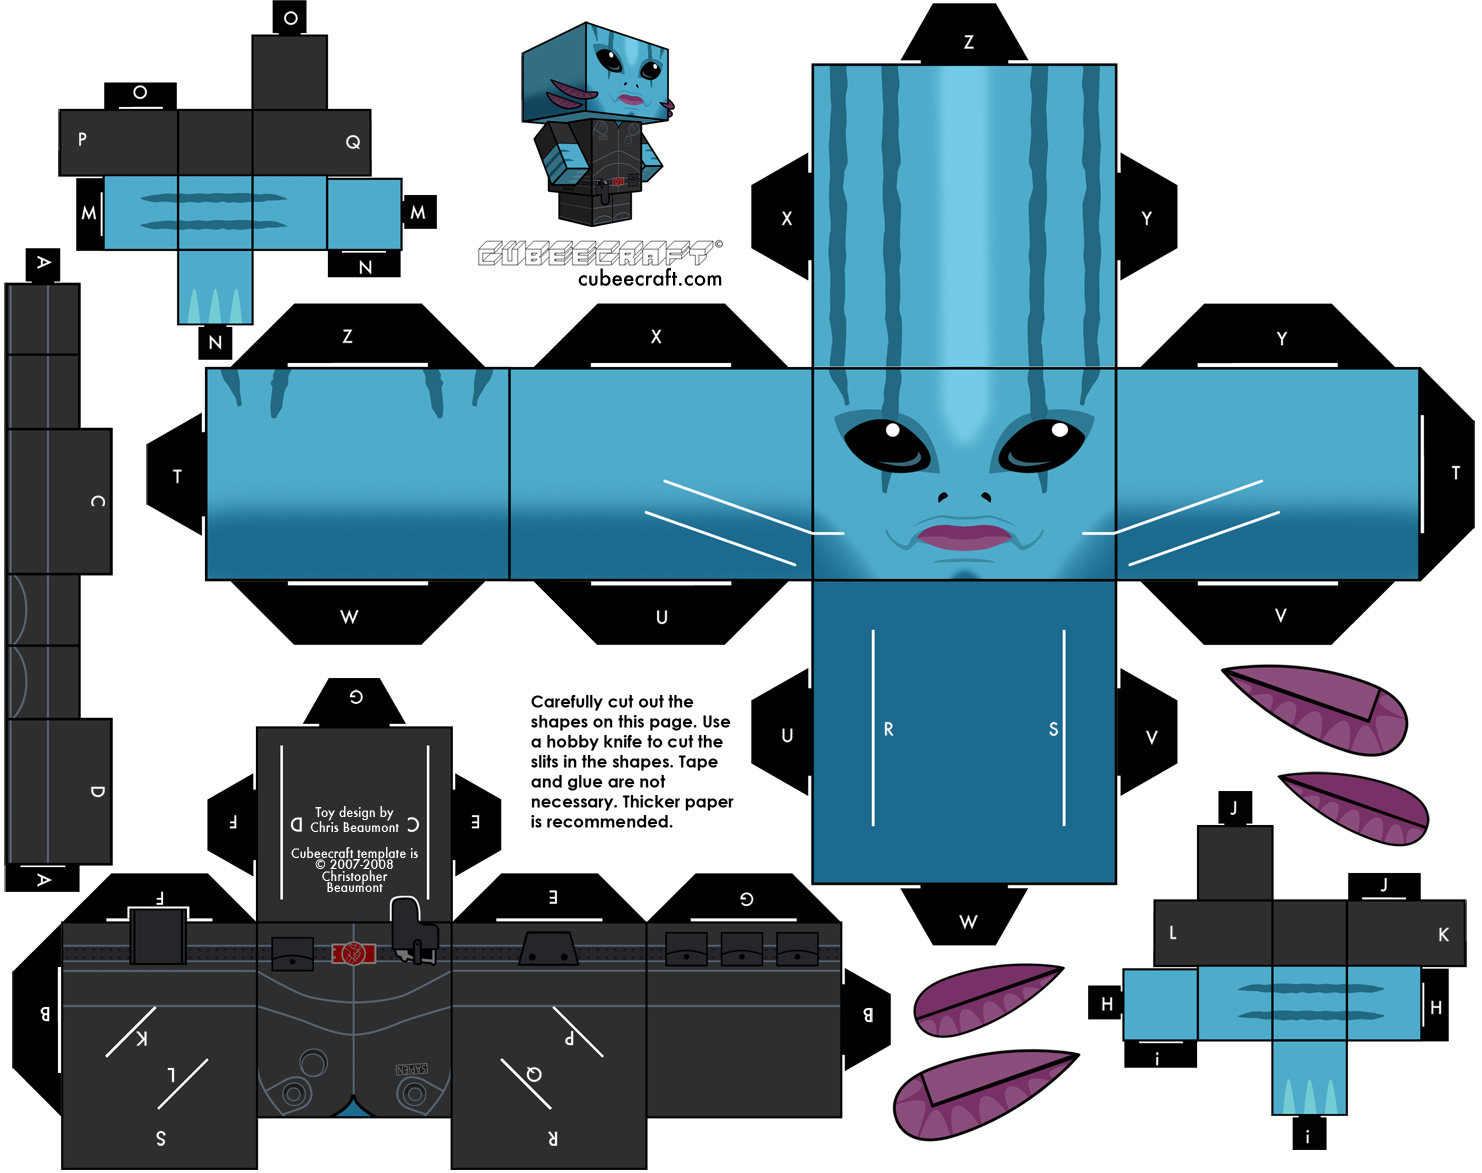 O
O
P
Q
M
M
N
N
Z
X
Y
CUBEECRAFT©
cubeecraft.com
A
C
D
A
Z
X
Y
T
T
W
U
V
Carefully cut out the
shapes on this page. Use
a hobby knife to cut the
slits in the shapes. Tape
and glue are not
necessary. Thicker paper
is recommended.
U
R
S
V
W
G
F
E
D
C
Toy design by
Chris Beaumont
Cubeecraft template is
© 2007-2008
Christopher
Beaumont
F
E
G
B
B
K
L
S
P
Q
R
SAPIEN
J
J
L
K
H
H
i
i